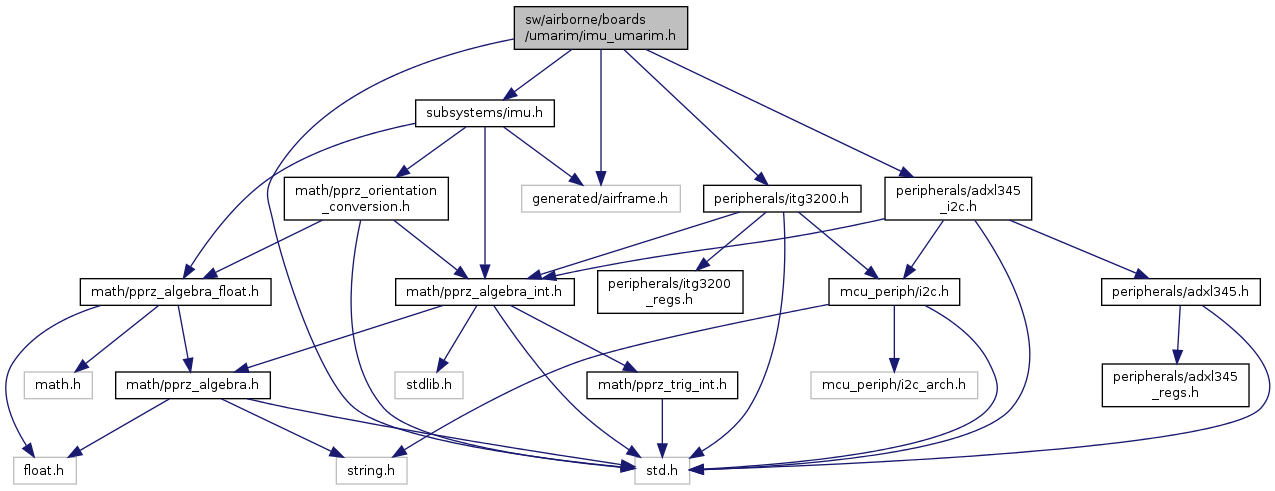 sw/airborne/boards
/umarim/imu_umarim.h
subsystems/imu.h
math/pprz_orientation
_conversion.h
generated/airframe.h
peripherals/itg3200.h
peripherals/adxl345
_i2c.h
math/pprz_algebra_float.h
math/pprz_algebra_int.h
peripherals/itg3200
_regs.h
mcu_periph/i2c.h
peripherals/adxl345.h
math.h
math/pprz_algebra.h
stdlib.h
math/pprz_trig_int.h
mcu_periph/i2c_arch.h
peripherals/adxl345
_regs.h
float.h
string.h
std.h